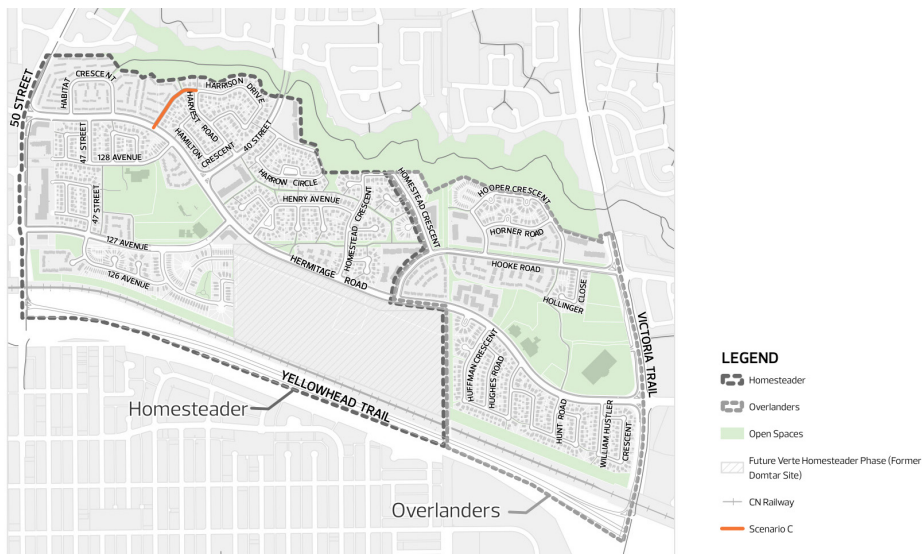 50 STREET
HABITAT
CRESCENT
HARRISON
DRIVE
HARVEST ROAD
HAMILTON
CRESCENT
40 STREET
47 STREET
128 AVENUE
HARROW CIRCLE
HENRY AVENUE
HOMESTEAD CRESCENT
HOMESTEAD CRESCENT
HOOPER CRESCENT
HORNER ROAD
47 STREET
127 AVENUE
126 AVENUE
HERMITAGE
ROAD
HOOKE ROAD
HOLLINGER
CLOSE
VICTORIA TRAIL
HUFFMAN CRESCENT
HUGHES ROAD
HUNT ROAD
WILLIAM HUSTLER
CRESCENT
YELLOWHEAD TRAIL
Homesteader
Overlanders
LEGEND
Homesteader
Overlanders
Open Spaces
Future Verte Homesteader Phase (Former
Domtar Site)
CN Railway
Scenario C